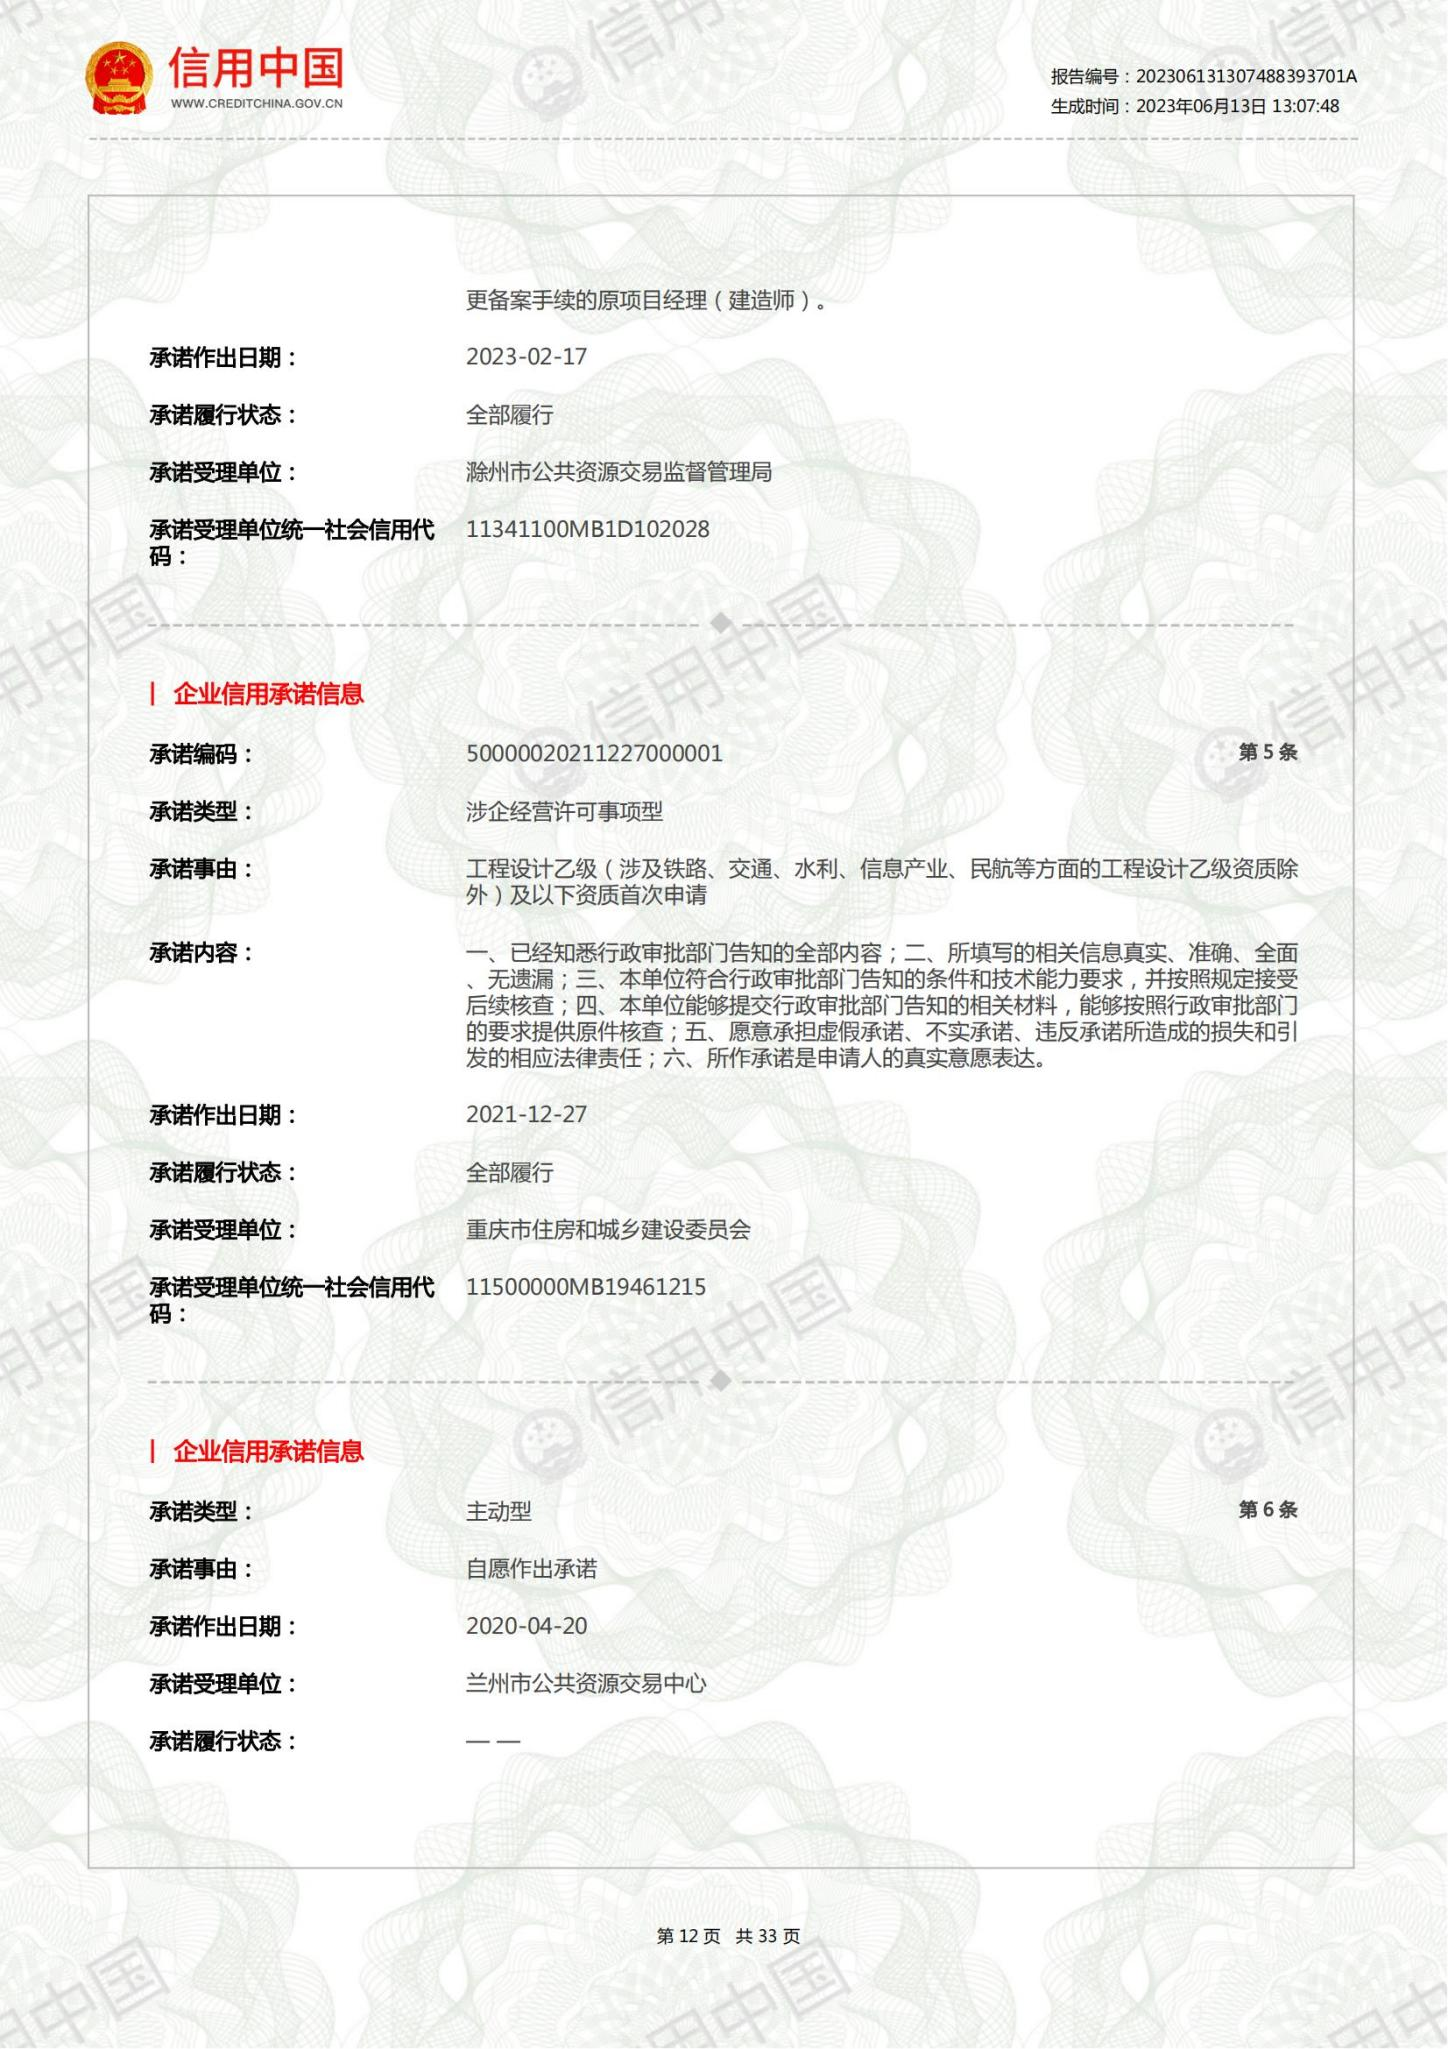 信用中国
WWW.CREDITCHINA.GOV.CN
报告编号：202306131307488393701A
生成时间：2023年06月13日 13:07:48
更备案手续的原项目经理（建造师）。
承诺作出日期： 2023-02-17
承诺履行状态： 全部履行
承诺受理单位： 滁州市公共资源交易监督管理局
承诺受理单位统一社会信用代 11341100MB1D102028
码：
企业信用承诺信息
承诺编码： 50000020211227000001 第 5 条
承诺类型： 涉企经营许可事项型
承诺事由： 工程设计乙级（涉及铁路、交通、水利、信息产业、民航等方面的工程设计乙级资质除
外）及以下资质首次申请
承诺内容： 一、已经知悉行政审批部门告知的全部内容；二、所填写的相关信息真实、准确、全面
、无遗漏；三、本单位符合行政审批部门告知的条件和技术能力要求，并按照规定接受
后续核查；四、本单位能够提交行政审批部门告知的相关材料，能够按照行政审批部门
的要求提供原件核查；五、愿意承担虚假承诺、不实承诺、违反承诺所造成的损失和引
发的相应法律责任；六、所作承诺是申请人的真实意愿表达。
承诺作出日期： 2021-12-27
承诺履行状态： 全部履行
承诺受理单位： 重庆市住房和城乡建设委员会
承诺受理单位统一社会信用代 11500000MB19461215
码：
企业信用承诺信息
承诺类型： 主动型 第 6 条
承诺事由： 自愿作出承诺
承诺作出日期： 2020-04-20
承诺受理单位： 兰州市公共资源交易中心
承诺履行状态： — —
第 12 页 共 33 页